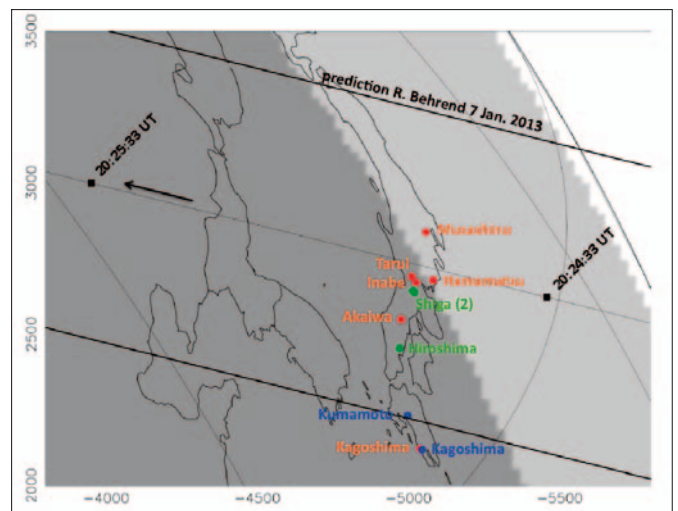 3500
prediction R. Behrend 7 Jan. 2013
20:25:33 UT
3000
20:24:33 UT
Tarui
Inabe
Shiga (2)
Akaiwa
2500
Hiroshima
Kumamoto
Kagoshima
Kagoshima
2000
-4000
-4500
-5000
-5500